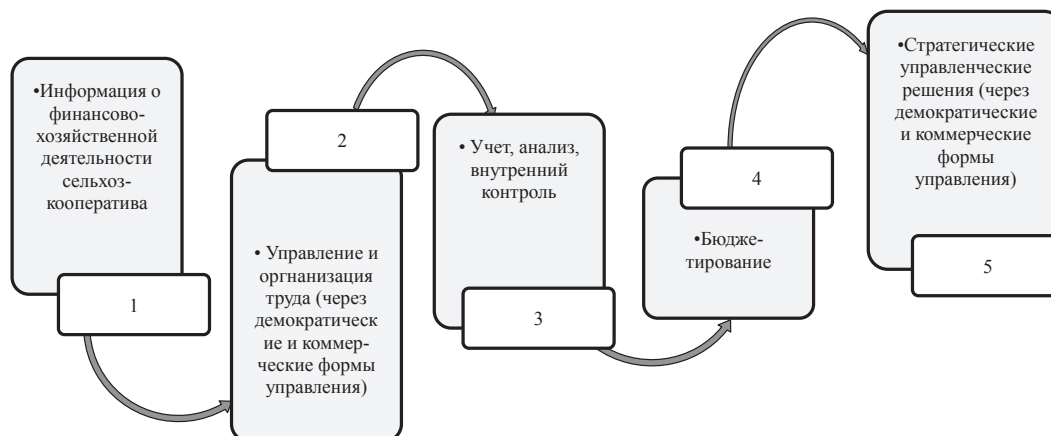 •Информация о
финансово-
хозяйственной
деятельности
сельхоз-
кооператива
1
2
• Управление и
оргнанизация
труда (через
демократическ
ие и коммер-
ческие формы
управления)
• Учет, анализ,
внутренний
контроль
3
4
•Бюдже-
тирование
•Стратегические
управленческие
решения (через
демократические
и коммерческие
формы
управления)
5